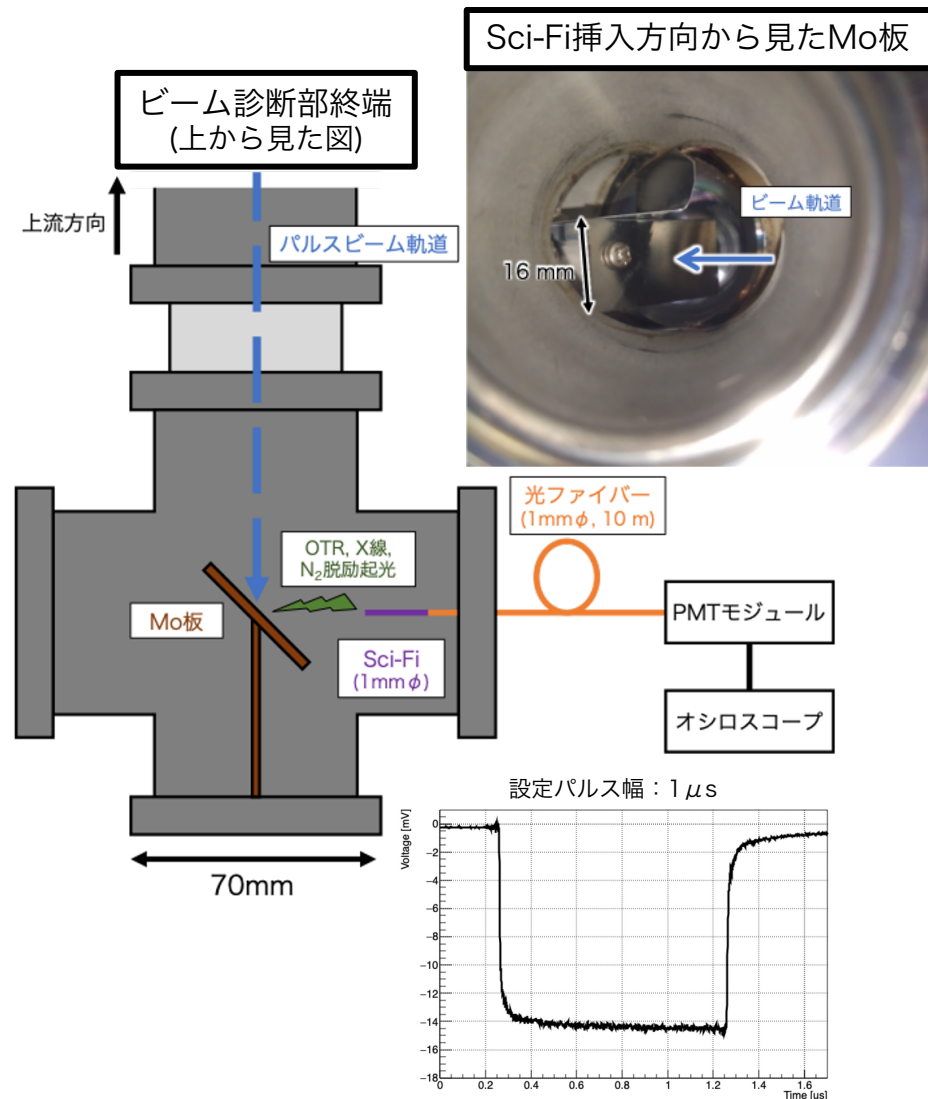 Sci-Fi挿入方向から見たMo板
ビーム診断部終端
(上から見た図)
上流方向
パルスビーム軌道
ビーム軌道
16 mm
光ファイバー
(1mmφ, 10 m)
OTR, X線,
N₂脱励起光
Mo板
Sci-Fi
(1mmφ)
PMTモジュール
オシロスコープ
70mm
設定パルス幅：1μs
Voltage [mV]
0
−2
−4
−6
−8
−10
−12
−14
−16
−18
0 0.2 0.4 0.6 0.8 1 1.2 1.4 1.6
Time [us]